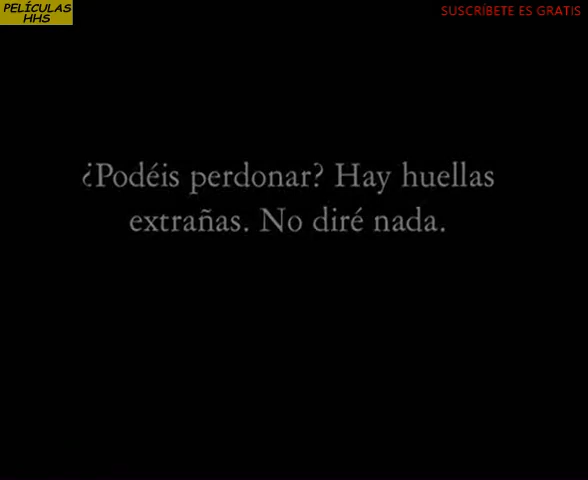 PELÍCULAS
HHS
SUSCRÍBETE ES GRATIS
¿Podéis perdonar? Hay huellas
extrañas. No diré nada.